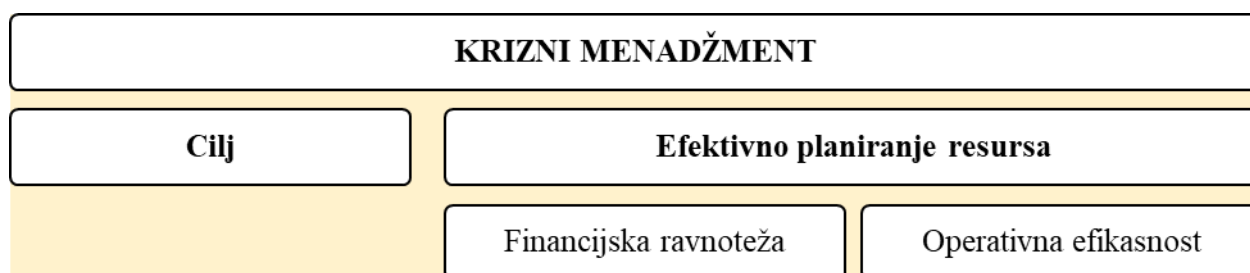 KRIZNI MENADŽMENT
Cilj
Efektivno planiranje resursa
Financijska ravnoteža
Operativna efikasnost